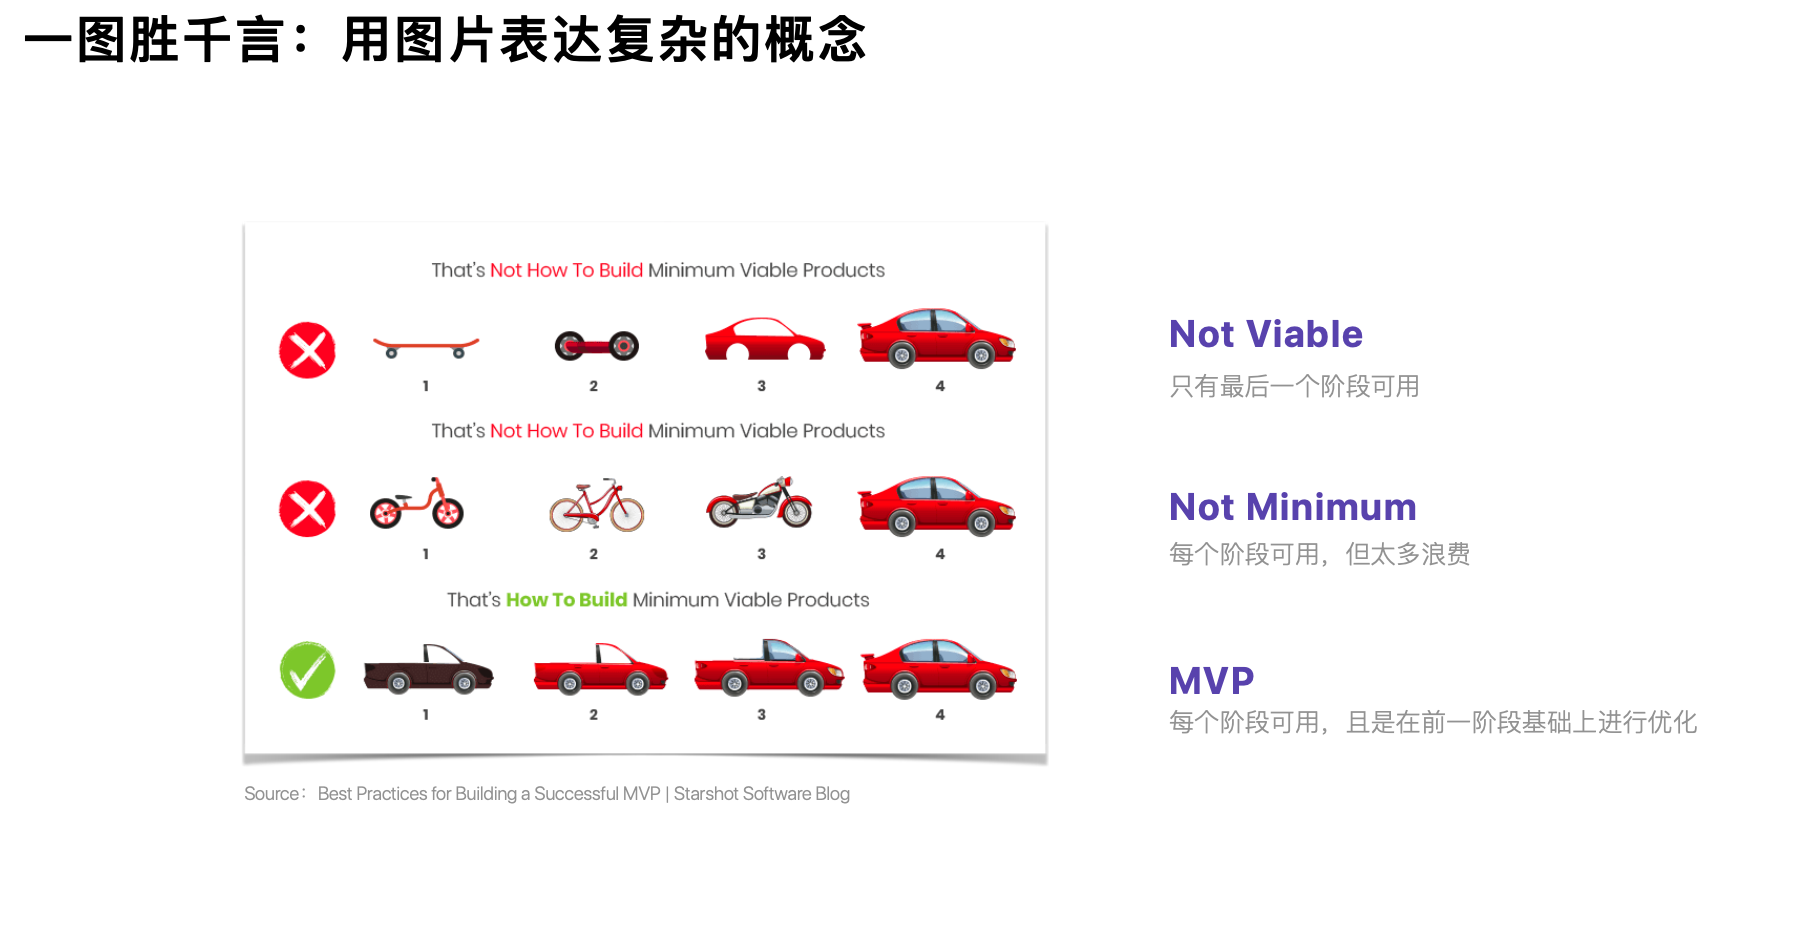 一图胜千言：用图片表达复杂的概念
That's Not How To Build Minimum Viable Products
1 2 3 4
That's Not How To Build Minimum Viable Products
1 2 3 4
That's How To Build Minimum Viable Products
1 2 3 4
Source： Best Practices for Building a Successful MVP | Starshot Software Blog
Not Viable
只有最后一个阶段可用
Not Minimum
每个阶段可用，但太多浪费
MVP
每个阶段可用，且是在前一阶段基础上进行优化